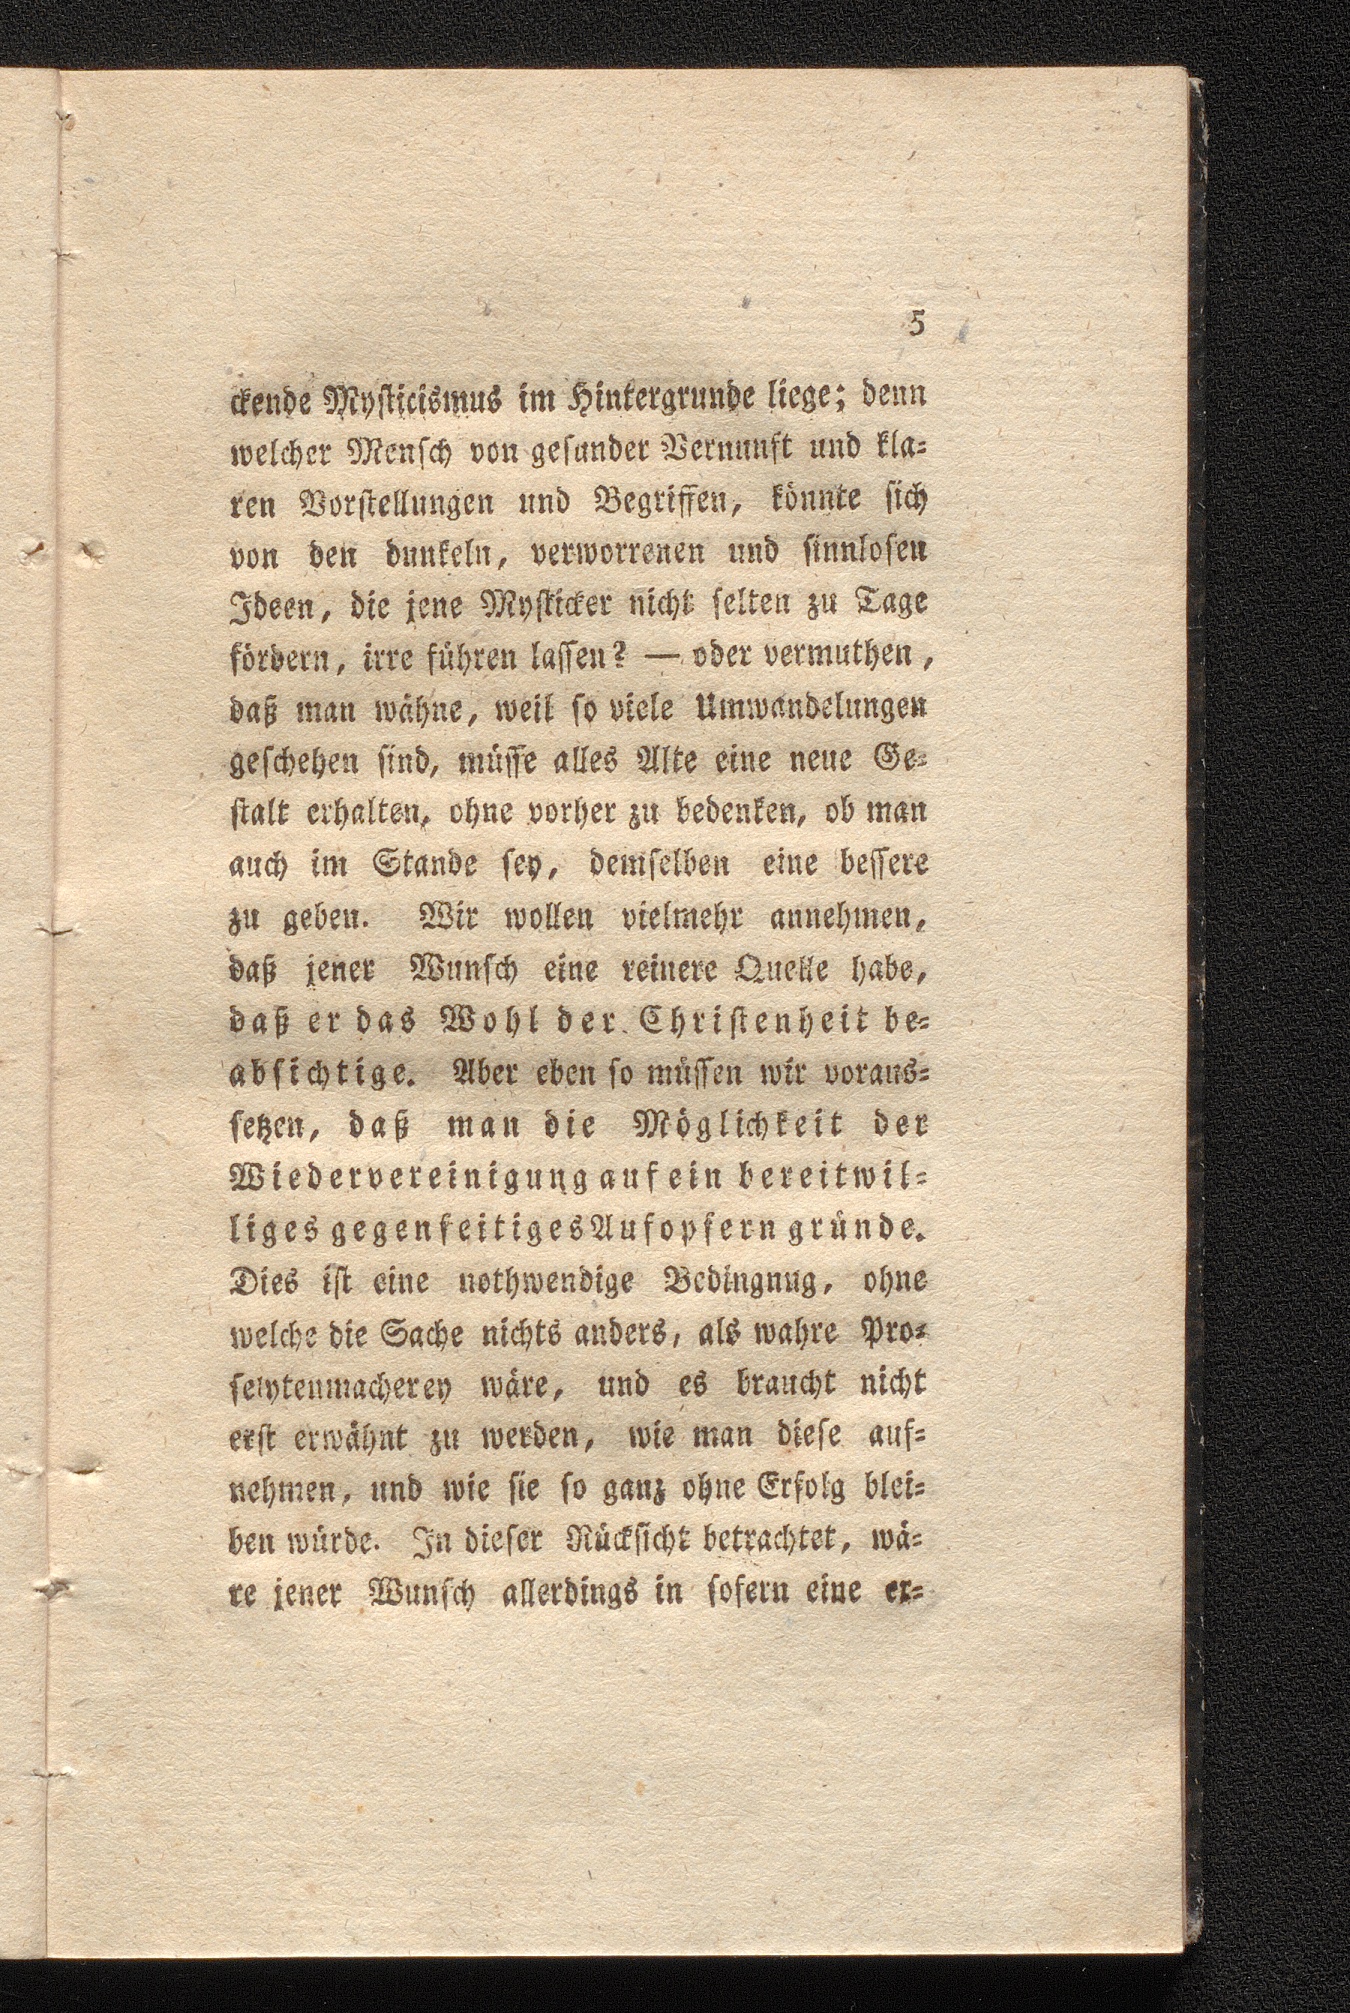 5
ckende Mysticismus im Hintergrunde liege; denn
welcher Mensch von gesunder Vernunft und kla-
ren Vorstellungen und Begriffen, könnte sich
von den dunkeln, verworrenen und sinnlosen
Ideen, die jene Mysticker nicht selten zu Tage
fördern, irre führen lassen? — oder vermuthen,
daß man wähne, weil so viele Umwandelungen
geschehen sind, müsse alles Alte eine neue Ge-
stalt erhalten, ohne vorher zu bedenken, ob man
auch im Stande sey, demselben eine bessere
zu geben. Wir wollen vielmehr annehmen,
daß jener Wunsch eine reinere Quelle habe,
daß er das Wohl der Christenheit be-
absichtige. Aber eben so müssen wir voraus-
setzen, daß man die Möglichkeit der
Wiedervereinigung auf ein bereitwil-
liges gegenseitiges Aufopfern gründe.
Dies ist eine nothwendige Bedingnug, ohne
welche die Sache nichts anders, als wahre Pro-
selytenmacherey wäre, und es braucht nicht
erst erwähnt zu werden, wie man diese auf-
nehmen, und wie sie so ganz ohne Erfolg blei-
ben würde. In dieser Rücksicht betrachtet, wä-
re jener Wunsch allerdings in sofern eine er-